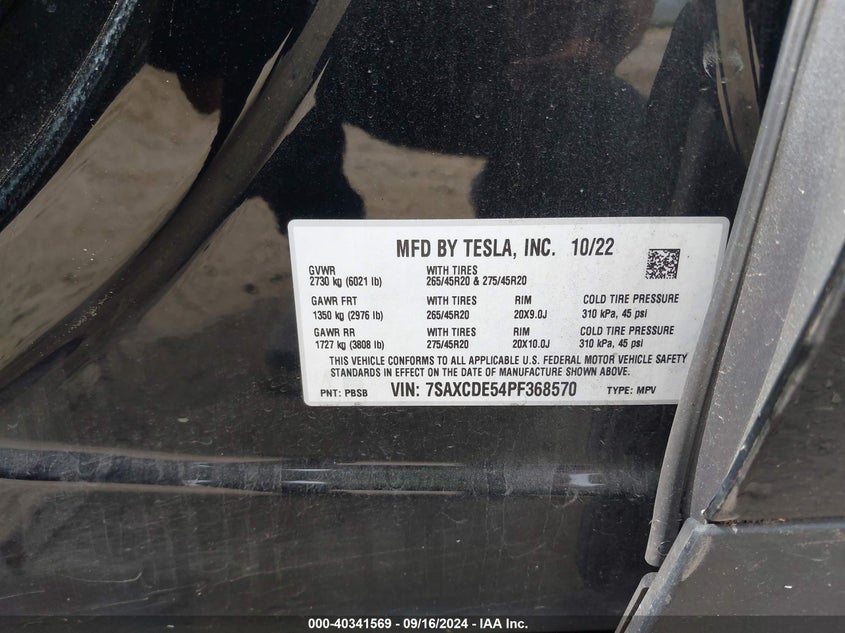 MFD BY TESLA, INC. 10/22
GVWR WITH TIRES
2730 kg (6021 lb) 265/45R20 & 275/45R20
GAWR FRT WITH TIRES RIM COLD TIRE PRESSURE
1350 kg (2976 lb) 265/45R20 20X9.0J 310 kPa, 45 psi
GAWR RR WITH TIRES RIM COLD TIRE PRESSURE
1727 kg (3808 lb) 275/45R20 20X10.0J 310 kPa, 45 psi
THIS VEHICLE CONFORMS TO ALL APPLICABLE U.S. FEDERAL MOTOR VEHICLE SAFETY
STANDARDS IN EFFECT ON THE DATE OF MANUFACTURE SHOWN ABOVE.
PNT: PBSB VIN: 7SAXCDE54PF368570 TYPE: MPV
000-40341569 - 09/16/2024 - IAA Inc.